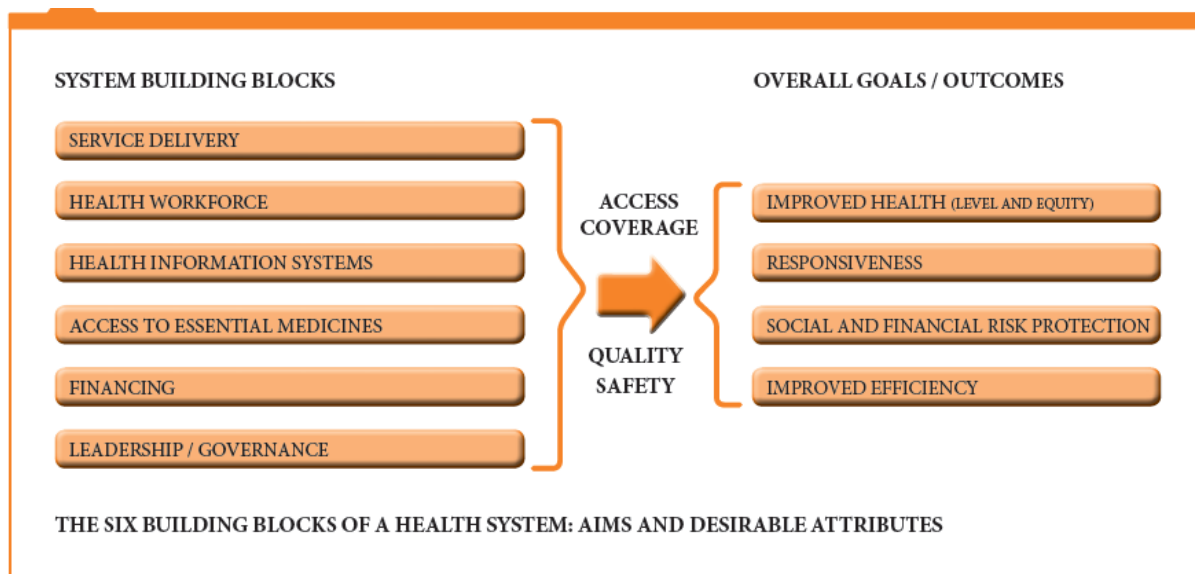 SYSTEM BUILDING BLOCKS
SERVICE DELIVERY
HEALTH WORKFORCE
HEALTH INFORMATION SYSTEMS
ACCESS TO ESSENTIAL MEDICINES
FINANCING
LEADERSHIP / GOVERNANCE
ACCESS
COVERAGE
QUALITY
SAFETY
OVERALL GOALS / OUTCOMES
IMPROVED HEALTH (LEVEL AND EQUITY)
RESPONSIVENESS
SOCIAL AND FINANCIAL RISK PROTECTION
IMPROVED EFFICIENCY
THE SIX BUILDING BLOCKS OF A HEALTH SYSTEM: AIMS AND DESIRABLE ATTRIBUTES